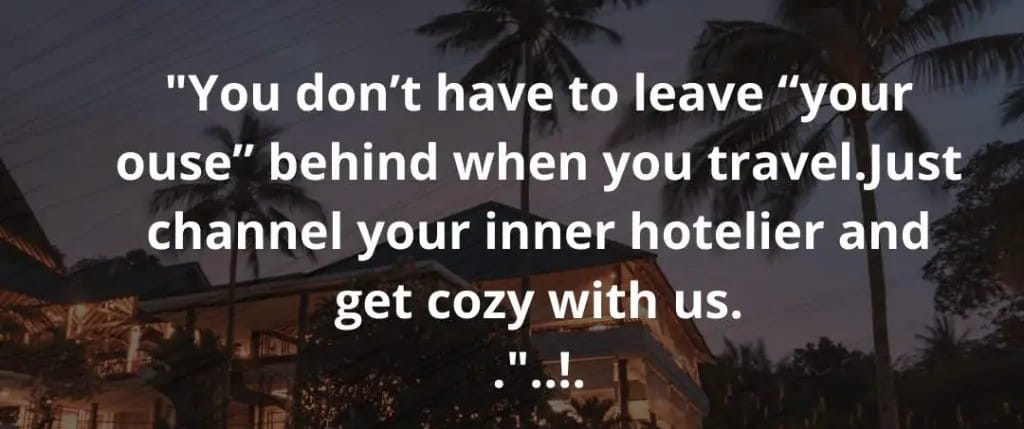 "You don’t have to leave “your
ouse” behind when you travel.Just
channel your inner hotelier and
get cozy with us.
."..!.